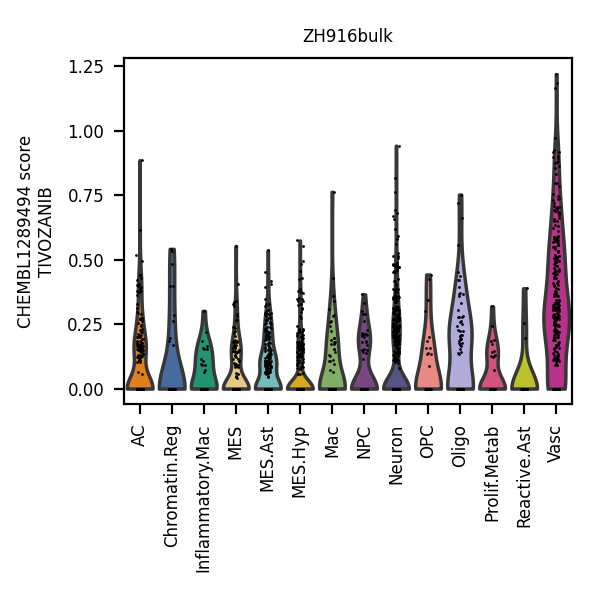 ZH916bulk
CHEMBL1289494 score
TIVOZANIB
1.25
1.00
0.75
0.50
0.25
0.00
AC
Chromatin.Reg
Inflammatory.Mac
MES
MES.Ast
MES.Hyp
Mac
NPC
Neuron
OPC
Oligo
Prolif.Metab
Reactive.Ast
Vasc